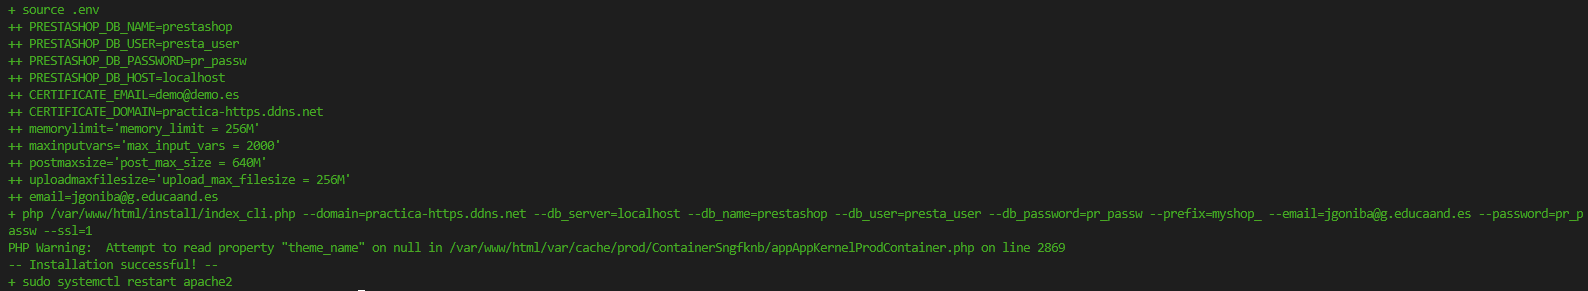 + source .env
++ PRESTASHOP_DB_NAME=prestashop
++ PRESTASHOP_DB_USER=presta_user
++ PRESTASHOP_DB_PASSWORD=pr_passw
++ PRESTASHOP_DB_HOST=localhost
++ CERTIFICATE_EMAIL=demo@demo.es
++ CERTIFICATE_DOMAIN=practica-https.ddns.net
++ memorylimit='memory_limit = 256M'
++ maxinputvars='max_input_vars = 2000'
++ postmaxsize='post_max_size = 640M'
++ uploadmaxfilesize='upload_max_filesize = 256M'
++ email=jgoniba@g.educaand.es
+ php /var/www/html/install/index_cli.php --domain=practica-https.ddns.net --db_server=localhost --db_name=prestashop --db_user=presta_user --db_password=pr_passw --prefix=myshop_ --email=jgoniba@g.educaand.es --password=pr_p
assw --ssl=1
PHP Warning:  Attempt to read property "theme_name" on null in /var/www/html/var/cache/prod/ContainerSngfknb/appAppKernelProdContainer.php on line 2869
-- Installation successful! --
+ sudo systemctl restart apache2